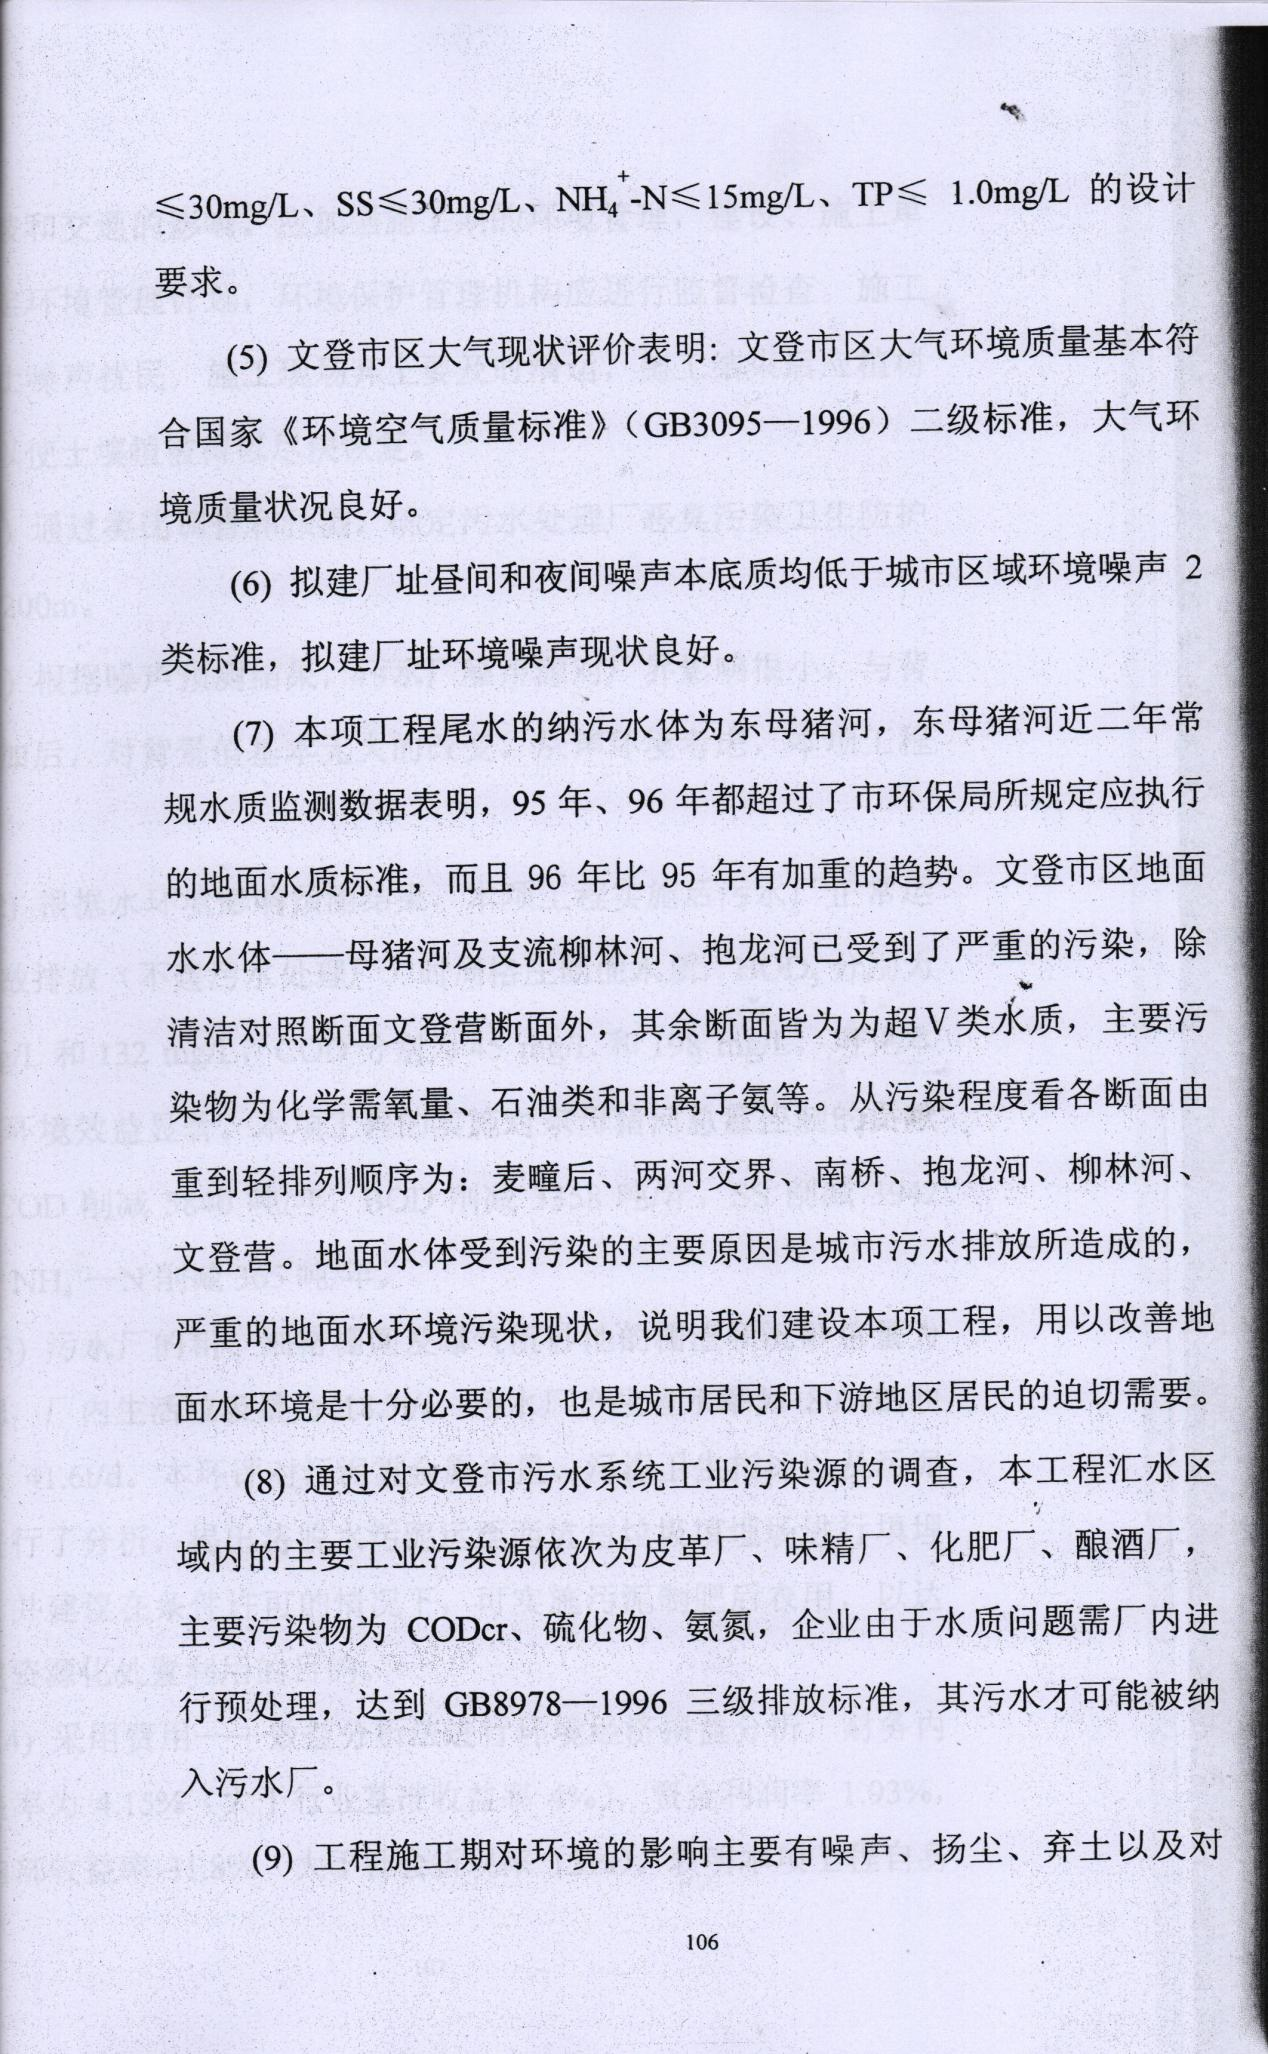 ≤30mg/L、SS≤30mg/L、NH₄⁺-N≤15mg/L、TP≤ 1.0mg/L 的设计
要求。
(5) 文登市区大气现状评价表明: 文登市区大气环境质量基本符
合国家《环境空气质量标准》（GB3095—1996）二级标准，大气环
境质量状况良好。
(6) 拟建厂址昼间和夜间噪声本底质均低于城市区域环境噪声 2
类标准，拟建厂址环境噪声现状良好。
(7) 本项工程尾水的纳污水体为东母猪河，东母猪河近二年常
规水质监测数据表明，95 年、96 年都超过了市环保局所规定应执行
的地面水质标准，而且 96 年比 95 年有加重的趋势。文登市区地面
水水体——母猪河及支流柳林河、抱龙河已受到了严重的污染，除
清洁对照断面文登营断面外，其余断面皆为为超Ⅴ类水质，主要污
染物为化学需氧量、石油类和非离子氨等。从污染程度看各断面由
重到轻排列顺序为：麦疃后、两河交界、南桥、抱龙河、柳林河、
文登营。地面水体受到污染的主要原因是城市污水排放所造成的，
严重的地面水环境污染现状，说明我们建设本项工程，用以改善地
面水环境是十分必要的，也是城市居民和下游地区居民的迫切需要。
(8) 通过对文登市污水系统工业污染源的调查，本工程汇水区
域内的主要工业污染源依次为皮革厂、味精厂、化肥厂、酿酒厂，
主要污染物为 CODcr、硫化物、氨氮，企业由于水质问题需厂内进
行预处理，达到 GB8978—1996 三级排放标准，其污水才可能被纳
入污水厂。
(9) 工程施工期对环境的影响主要有噪声、扬尘、弃土以及对
106